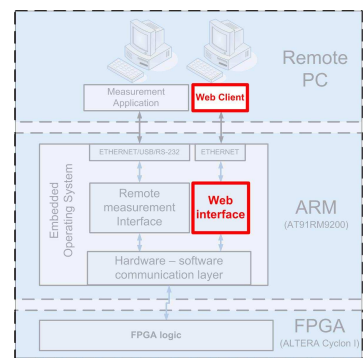 Remote
PC
Measurement
Application
Web Client
ETHERNET/USB/RS-232
ETHERNET
Embedded
Operating System
Remote
measurement
Interface
Web
interface
ARM
(AT91RM9200)
Hardware – software
communication layer
FPGA logic
FPGA
(ALTERA Cyclon I)